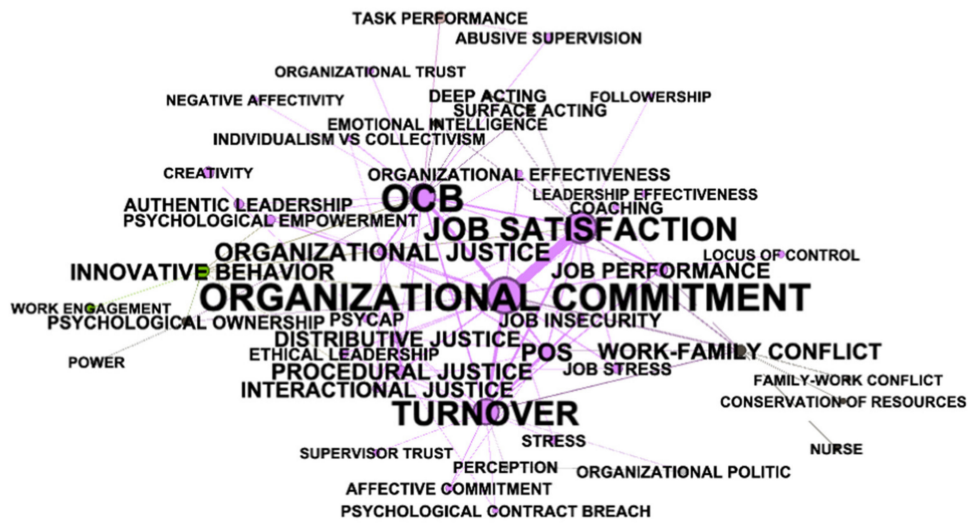 TASK PERFORMANCE
ABUSIVE SUPERVISION
ORGANIZATIONAL TRUST
NEGATIVE AFFECTIVITY
DEEP ACTING
FOLLOWERSHIP
SURFACE ACTING
EMOTIONAL INTELLIGENCE
INDIVIDUALISM VS COLLECTIVISM
CREATIVITY
ORGANIZATIONAL EFFECTIVENESS
OCB
LEADERSHIP EFFECTIVENESS
AUTHENTIC LEADERSHIP
COACHING
PSYCHOLOGICAL EMPOWERMENT
JOB SATISFACTION
ORGANIZATIONAL JUSTICE
LOCUS OF CONTROL
INNOVATIVE BEHAVIOR
JOB PERFORMANCE
ORGANIZATIONAL COMMITMENT
WORK ENGAGEMENT
PSYCHOLOGICAL OWNERSHIP
PSYCAP
JOB INSECURITY
DISTRIBUTIVE JUSTICE
ETHICAL LEADERSHIP
POS
WORK-FAMILY CONFLICT
POWER
PROCEDURAL JUSTICE
JOB STRESS
FAMILY-WORK CONFLICT
INTERACTIONAL JUSTICE
CONSERVATION OF RESOURCES
TURNOVER
STRESS
NURSE
SUPERVISOR TRUST
PERCEPTION
ORGANIZATIONAL POLITIC
AFFECTIVE COMMITMENT
PSYCHOLOGICAL CONTRACT BREACH